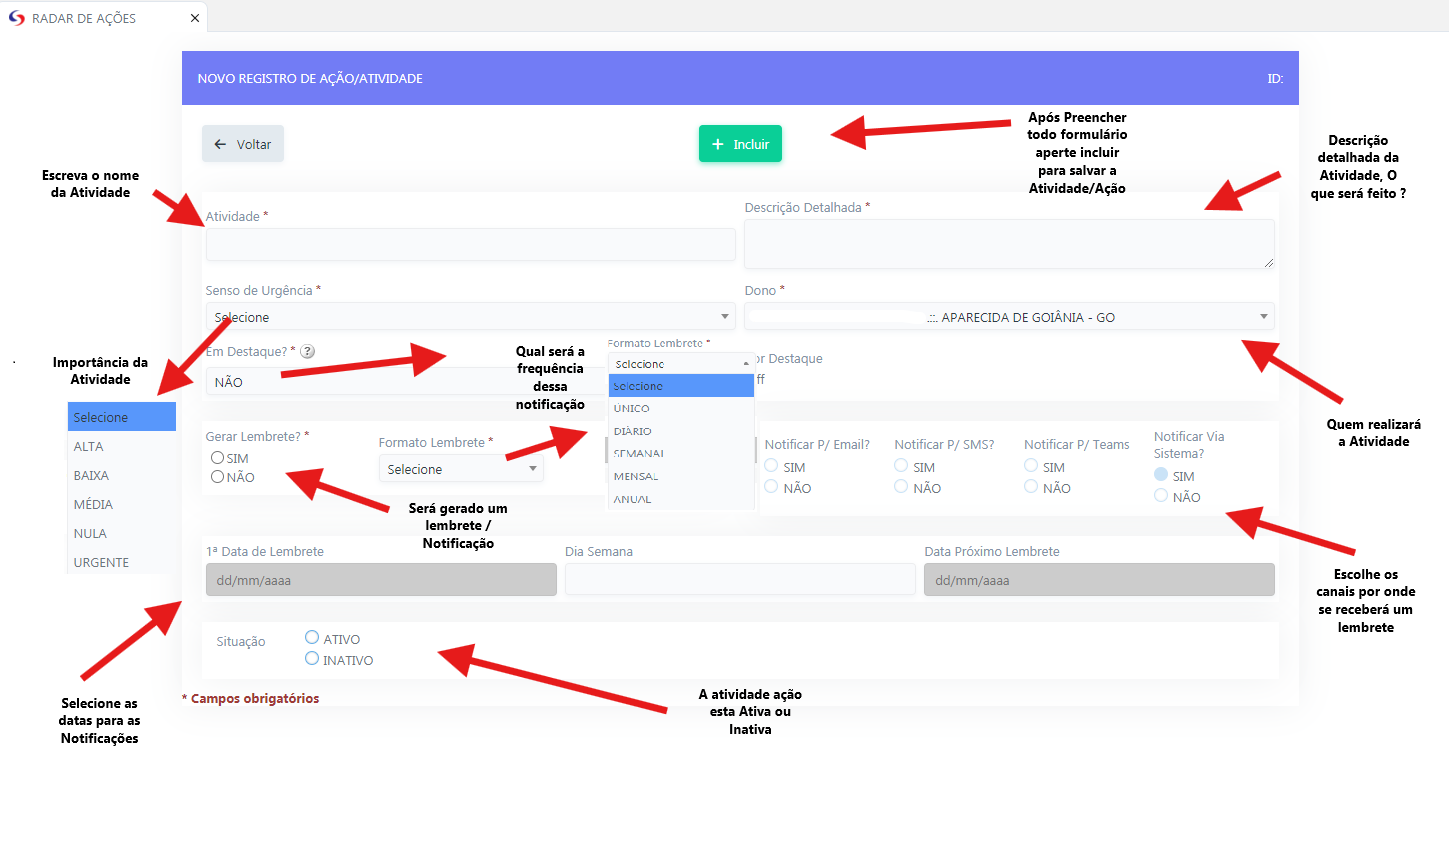 RADAR DE AÇÕES
NOVO REGISTRO DE AÇÃO/ATIVIDADE
ID:
Voltar
Incluir
Após Preencher
todo formulário
aperte incluir
para salvar a
Atividade/Ação
Descrição
detalhada da
Atividade, O
que será feito ?
Escreva o nome
da Atividade
Atividade *
Descrição Detalhada *
Senso de Urgência *
Selecione
Dono *
.::. APARECIDA DE GOIÂNIA - GO
Importância da
Atividade
Selecione
ALTA
BAIXA
MÉDIA
NULA
URGENTE
Em Destaque? * ?
NÃO
Qual será a
frequência
dessa
notificação
Formato Lembrete *
Selecione
Selecione
ÚNICO
DIÁRIO
SEMANAL
MENSAL
ANUAL
or Destaque
ff
Quem realizará
a Atividade
Gerar Lembrete? *
SIM
NÃO
Formato Lembrete *
Selecione
Será gerado um
lembrete /
Notificação
Notificar P/ Email?
SIM
NÃO
Notificar P/ SMS?
SIM
NÃO
Notificar P/ Teams
SIM
NÃO
Notificar Via
Sistema?
SIM
NÃO
Escolhe os
canais por onde
se receberá um
lembrete
1ª Data de Lembrete
dd/mm/aaaa
Dia Semana
Data Próximo Lembrete
dd/mm/aaaa
Selecione as
datas para as
Notificações
Situação
ATIVO
INATIVO
A atividade ação
esta Ativa ou
Inativa
* Campos obrigatórios